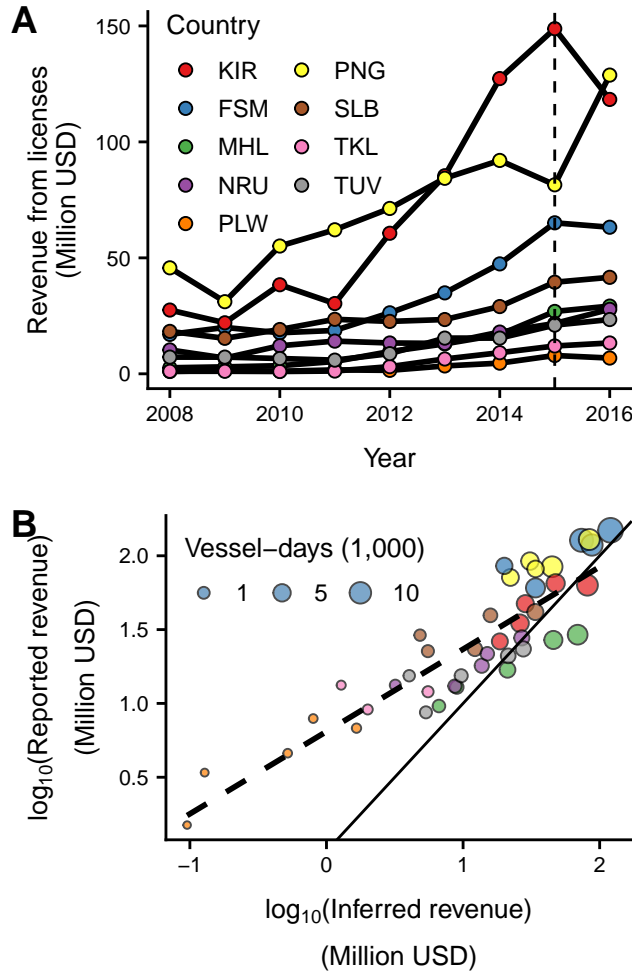 A
Country
KIR
PNG
FSM
SLB
MHL
TKL
NRU
TUV
PLW
Revenue from licenses
(Million USD)
150
100
50
0
2008
2010
2012
2014
2016
Year
B
Vessel−days (1,000)
1
5
10
log₁₀(Reported revenue)
(Million USD)
2.0
1.5
1.0
0.5
−1
0
1
2
log₁₀(Inferred revenue)
(Million USD)